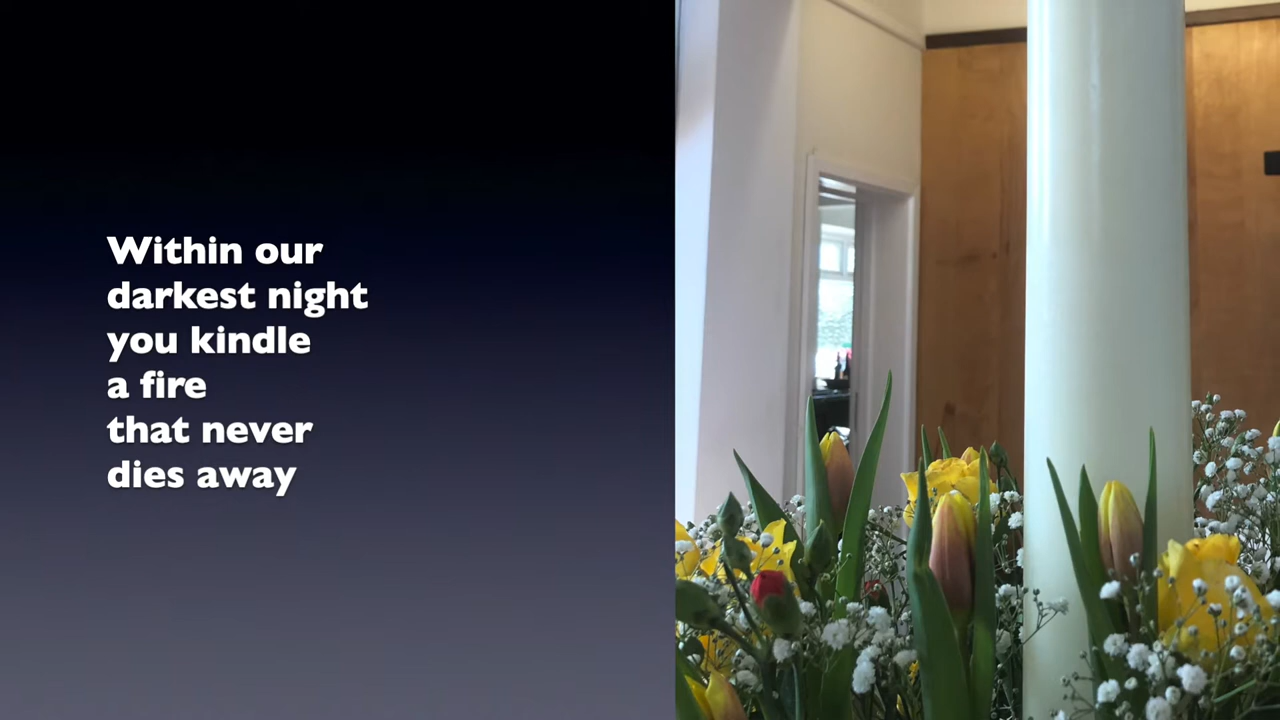 Within our
darkest night
you kindle
a fire
that never
dies away